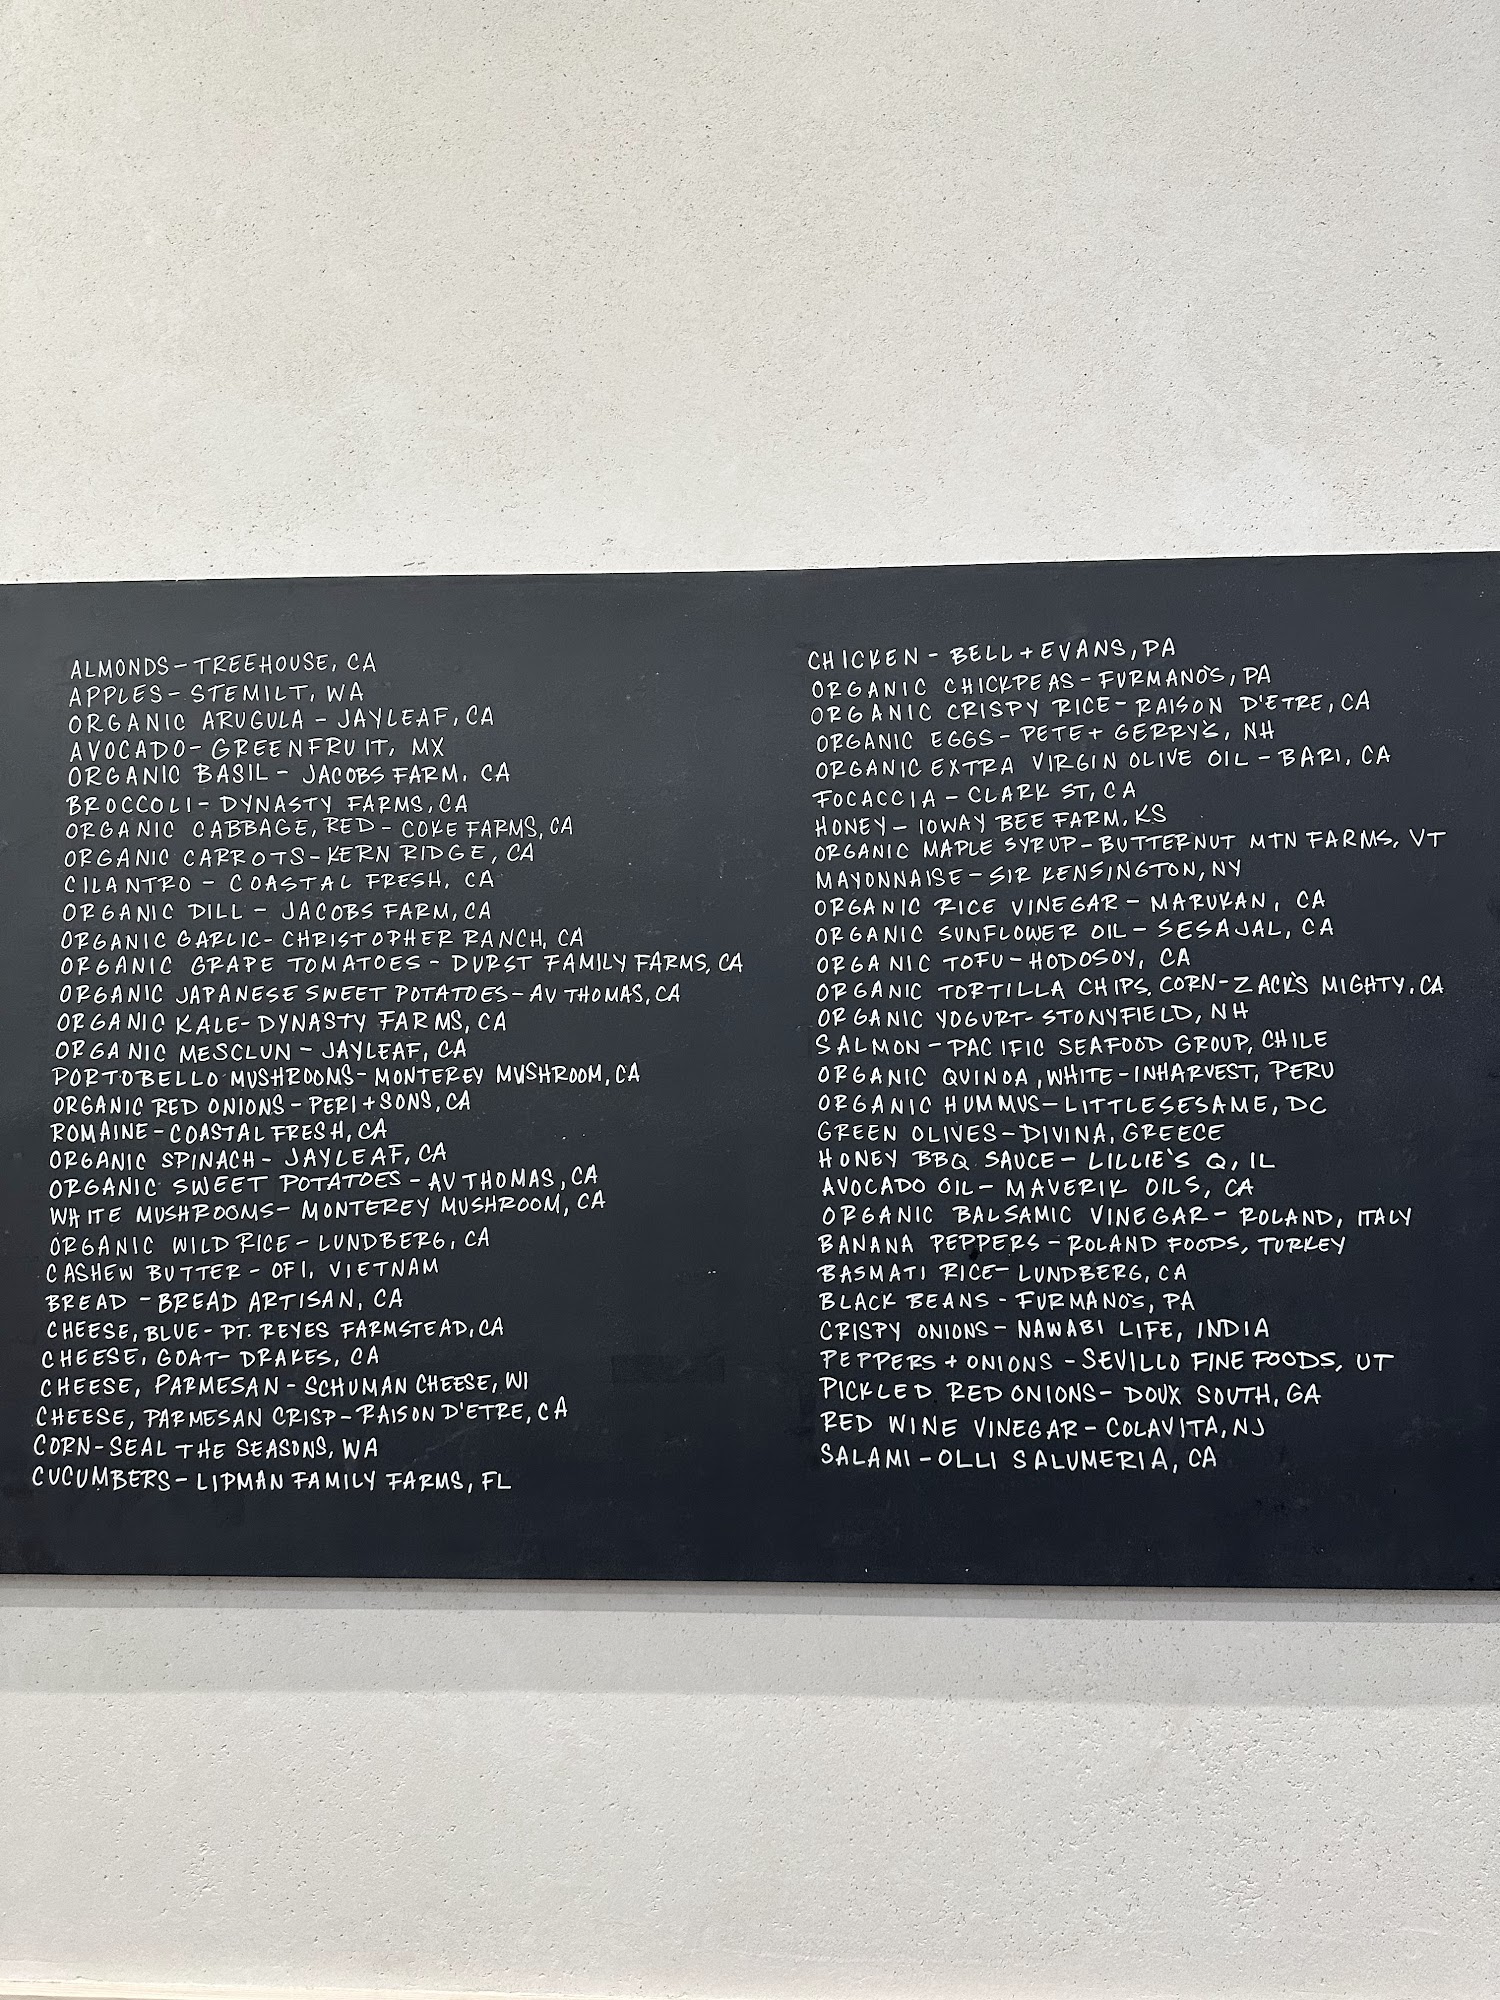 ALMONDS - TREEHOUSE, CA
APPLES - STEMILT, WA
ORGANIC ARUGULA - JAYLEAF, CA
AVOCADO - GREENFRUIT, MX
ORGANIC BASIL - JACOBS FARM, CA
BROCCOLI - DYNASTY FARMS, CA
ORGANIC CABBAGE, RED - COKE FARMS, CA
ORGANIC CARROTS - KERN RIDGE, CA
CILANTRO - COASTAL FRESH, CA
ORGANIC DILL - JACOBS FARM, CA
ORGANIC GARLIC - CHRISTOPHER RANCH, CA
ORGANIC GRAPE TOMATOES - DURST FAMILY FARMS, CA
ORGANIC JAPANESE SWEET POTATOES - AV THOMAS, CA
ORGANIC KALE - DYNASTY FARMS, CA
ORGANIC MESCLUN - JAYLEAF, CA
PORTOBELLO MUSHROOMS - MONTEREY MUSHROOM, CA
ORGANIC RED ONIONS - PERI + SONS, CA
ROMAINE - COASTAL FRESH, CA
ORGANIC SPINACH - JAYLEAF, CA
ORGANIC SWEET POTATOES - AV THOMAS, CA
WHITE MUSHROOMS - MONTEREY MUSHROOM, CA
ORGANIC WILD RICE - LUNDBERG, CA
CASHEW BUTTER - OFI, VIETNAM
BREAD - BREAD ARTISAN, CA
CHEESE, BLUE - PT. REYES FARMSTEAD, CA
CHEESE, GOAT - DRAKES, CA
CHEESE, PARMESAN - SCHUMAN CHEESE, WI
CHEESE, PARMESAN CRISP - RAISON D'ETRE, CA
CORN - SEAL THE SEASONS, WA
CUCUMBERS - LIPMAN FAMILY FARMS, FL
CHICKEN - BELL + EVANS, PA
ORGANIC CHICKPEAS - FURMANO'S, PA
ORGANIC CRISPY RICE - RAISON D'ETRE, CA
ORGANIC EGGS - PETE + GERRY'S, NH
ORGANIC EXTRA VIRGIN OLIVE OIL - BARI, CA
FOCACCIA - CLARK ST, CA
HONEY - IOWAY BEE FARM, KS
ORGANIC MAPLE SYRUP - BUTTERNUT MTN FARMS, VT
MAYONNAISE - SIR KENSINGTON, NY
ORGANIC RICE VINEGAR - MARUKAN, CA
ORGANIC SUNFLOWER OIL - SESAJAL, CA
ORGANIC TOFU - HODOSOY, CA
ORGANIC TORTILLA CHIPS, CORN - ZACK'S MIGHTY, CA
ORGANIC YOGURT - STONYFIELD, NH
SALMON - PACIFIC SEAFOOD GROUP, CHILE
ORGANIC QUINOA, WHITE - INHARVEST, PERU
ORGANIC HUMMUS - LITTLESESAME, DC
GREEN OLIVES - DIVINA, GREECE
HONEY BBQ SAUCE - LILLIE'S Q, IL
AVOCADO OIL - MAVERIK OILS, CA
ORGANIC BALSAMIC VINEGAR - ROLAND, ITALY
BANANA PEPPERS - ROLAND FOODS, TURKEY
BASMATI RICE - LUNDBERG, CA
BLACK BEANS - FURMANO'S, PA
CRISPY ONIONS - NAWABI LIFE, INDIA
PEPPERS + ONIONS - SEVILLO FINE FOODS, UT
PICKLED RED ONIONS - DOUX SOUTH, GA
RED WINE VINEGAR - COLAVITA, NJ
SALAMI - OLLI SALUMERIA, CA